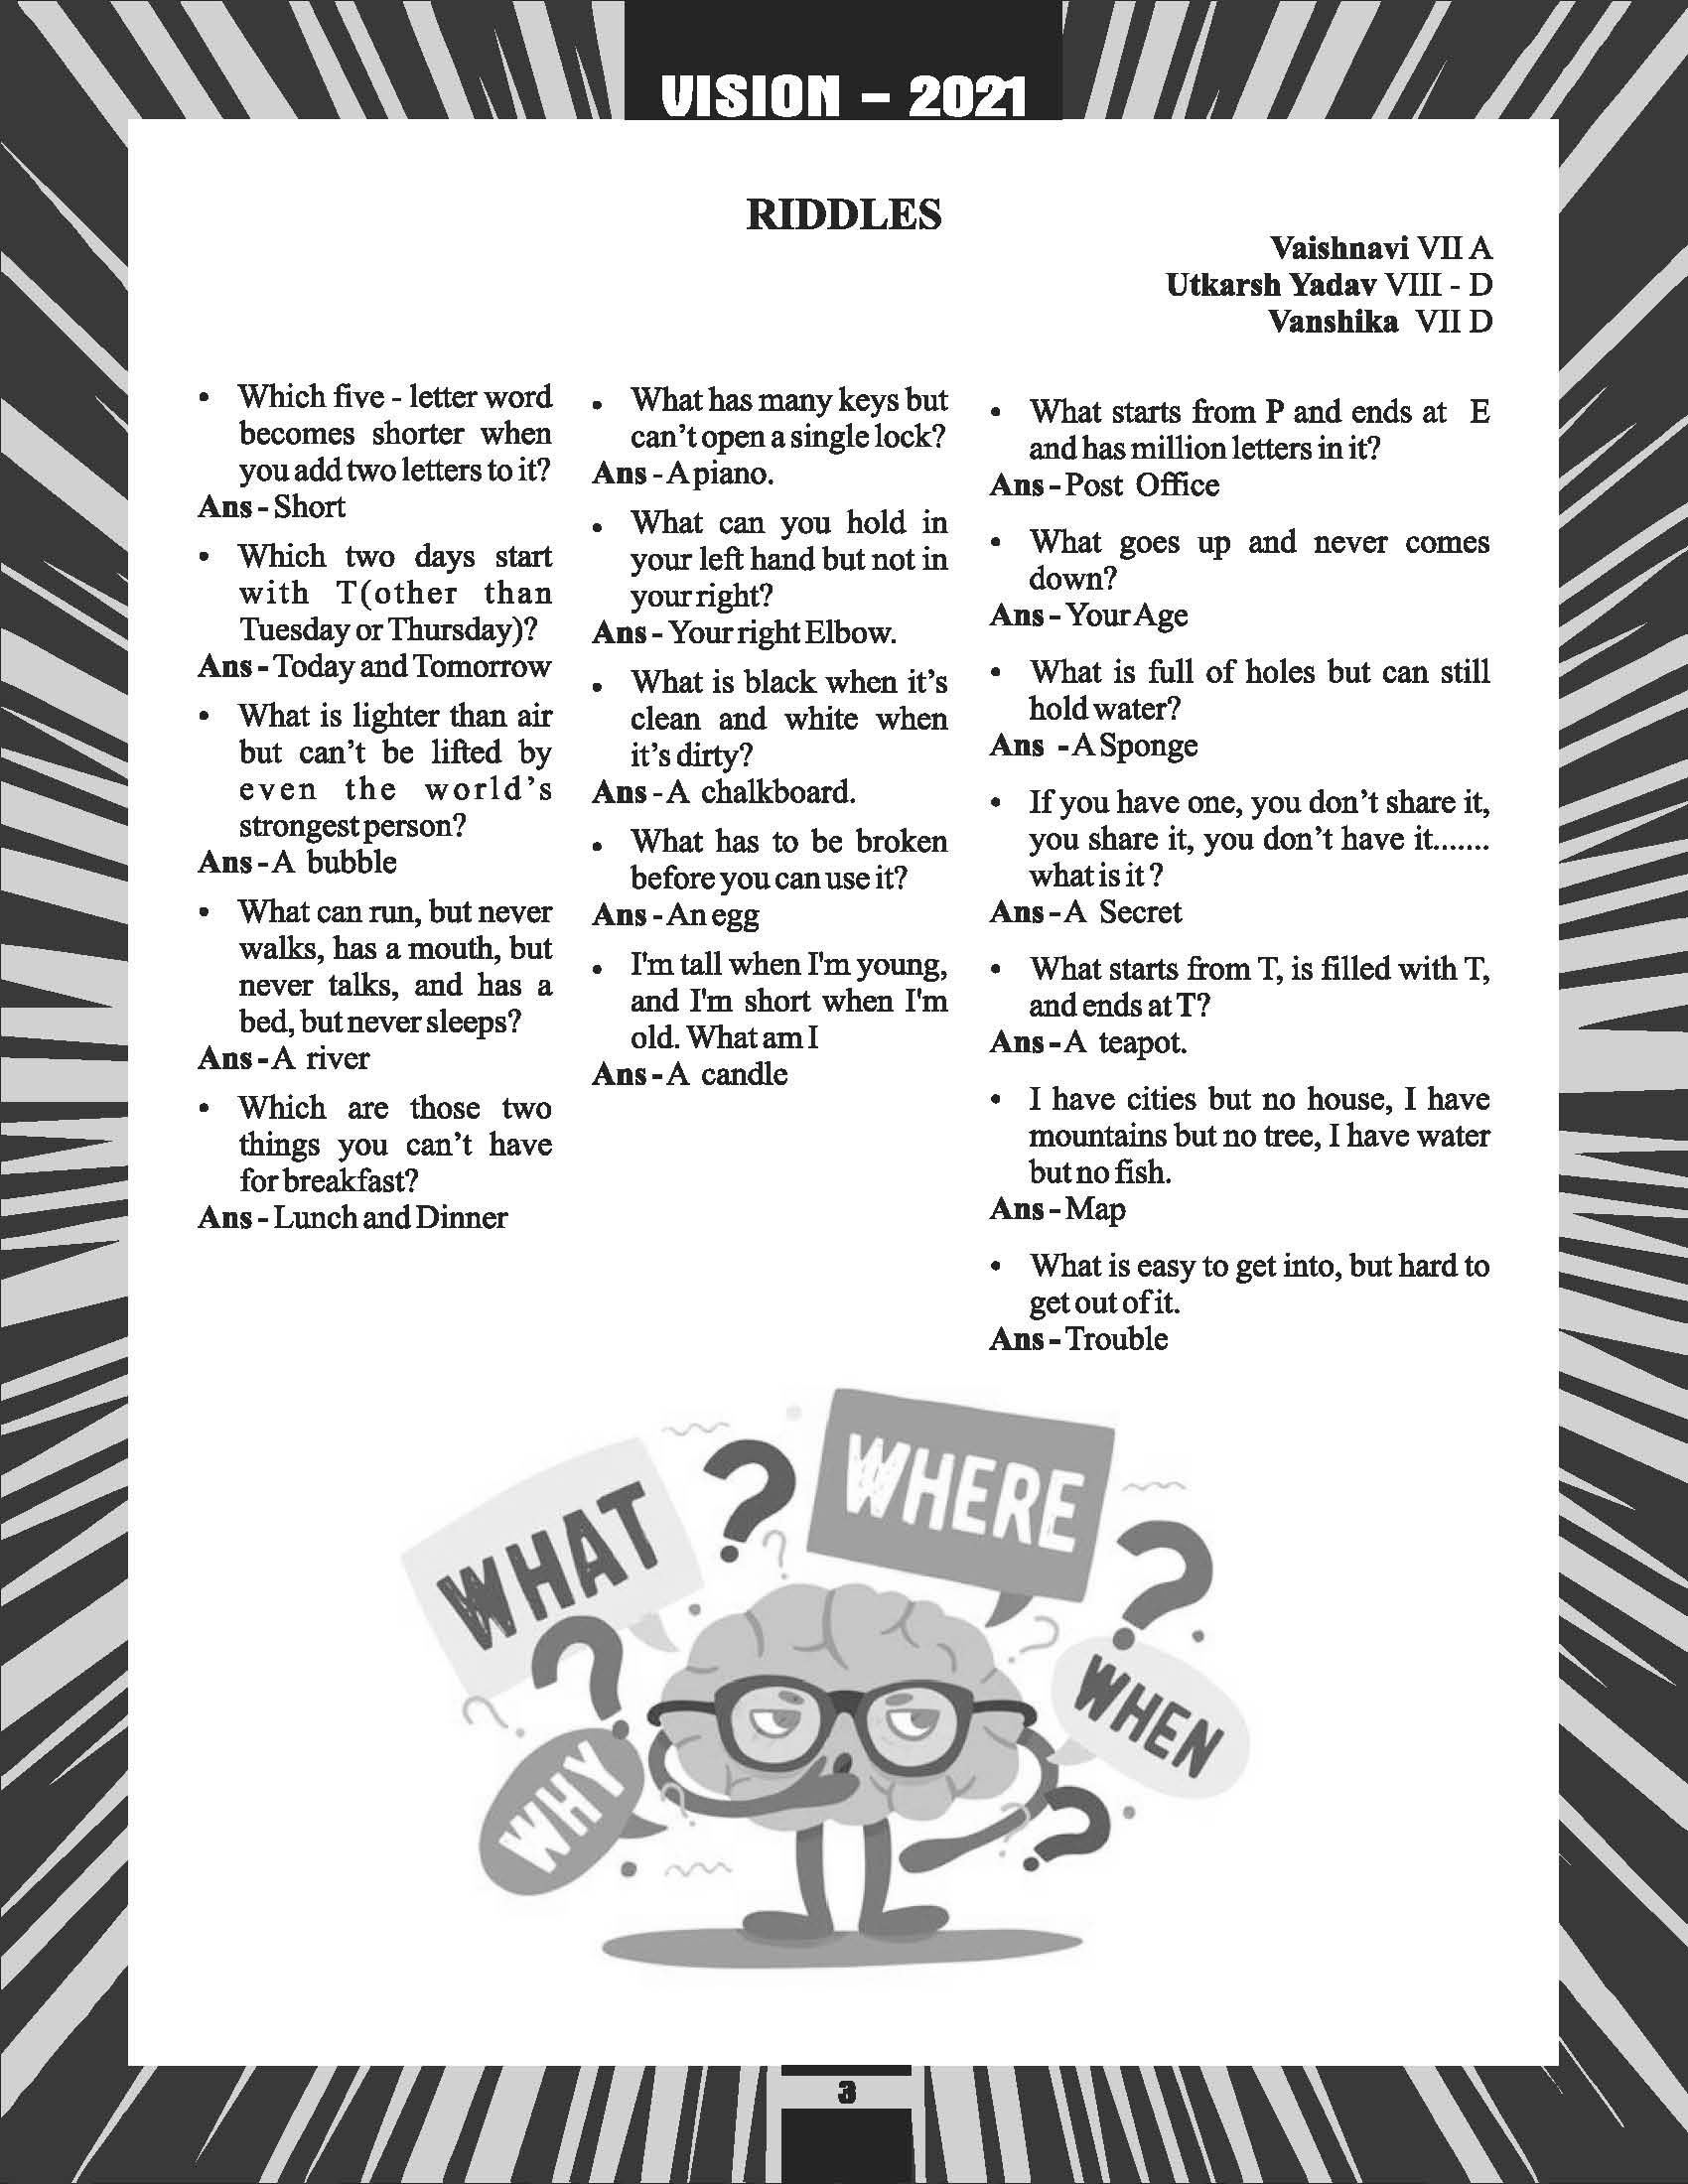 VISION – 2021
RIDDLES
Vaishnavi VII A
Utkarsh Yadav VIII - D
Vanshika VII D
• Which five - letter word
becomes shorter when
you add two letters to it?
Ans - Short
• Which two days start
with T(other than
Tuesday or Thursday)?
Ans - Today and Tomorrow
• What is lighter than air
but can't be lifted by
even the world's
strongest person?
Ans - A bubble
• What can run, but never
walks, has a mouth, but
never talks, and has a
bed, but never sleeps?
Ans - A river
• Which are those two
things you can't have
for breakfast?
Ans - Lunch and Dinner
• What has many keys but
can't open a single lock?
Ans - A piano.
• What can you hold in
your left hand but not in
your right?
Ans - Your right Elbow.
• What is black when it's
clean and white when
it's dirty?
Ans - A chalkboard.
• What has to be broken
before you can use it?
Ans - An egg
• I'm tall when I'm young,
and I'm short when I'm
old. What am I
Ans - A candle
• What starts from P and ends at E
and has million letters in it?
Ans - Post Office
• What goes up and never comes
down?
Ans - Your Age
• What is full of holes but can still
hold water?
Ans - A Sponge
• If you have one, you don't share it,
you share it, you don't have it.......
what is it ?
Ans - A Secret
• What starts from T, is filled with T,
and ends at T?
Ans - A teapot.
• I have cities but no house, I have
mountains but no tree, I have water
but no fish.
Ans - Map
• What is easy to get into, but hard to
get out of it.
Ans - Trouble
WHAT
?
WHERE
?
?
WHEN
WHY
?
3